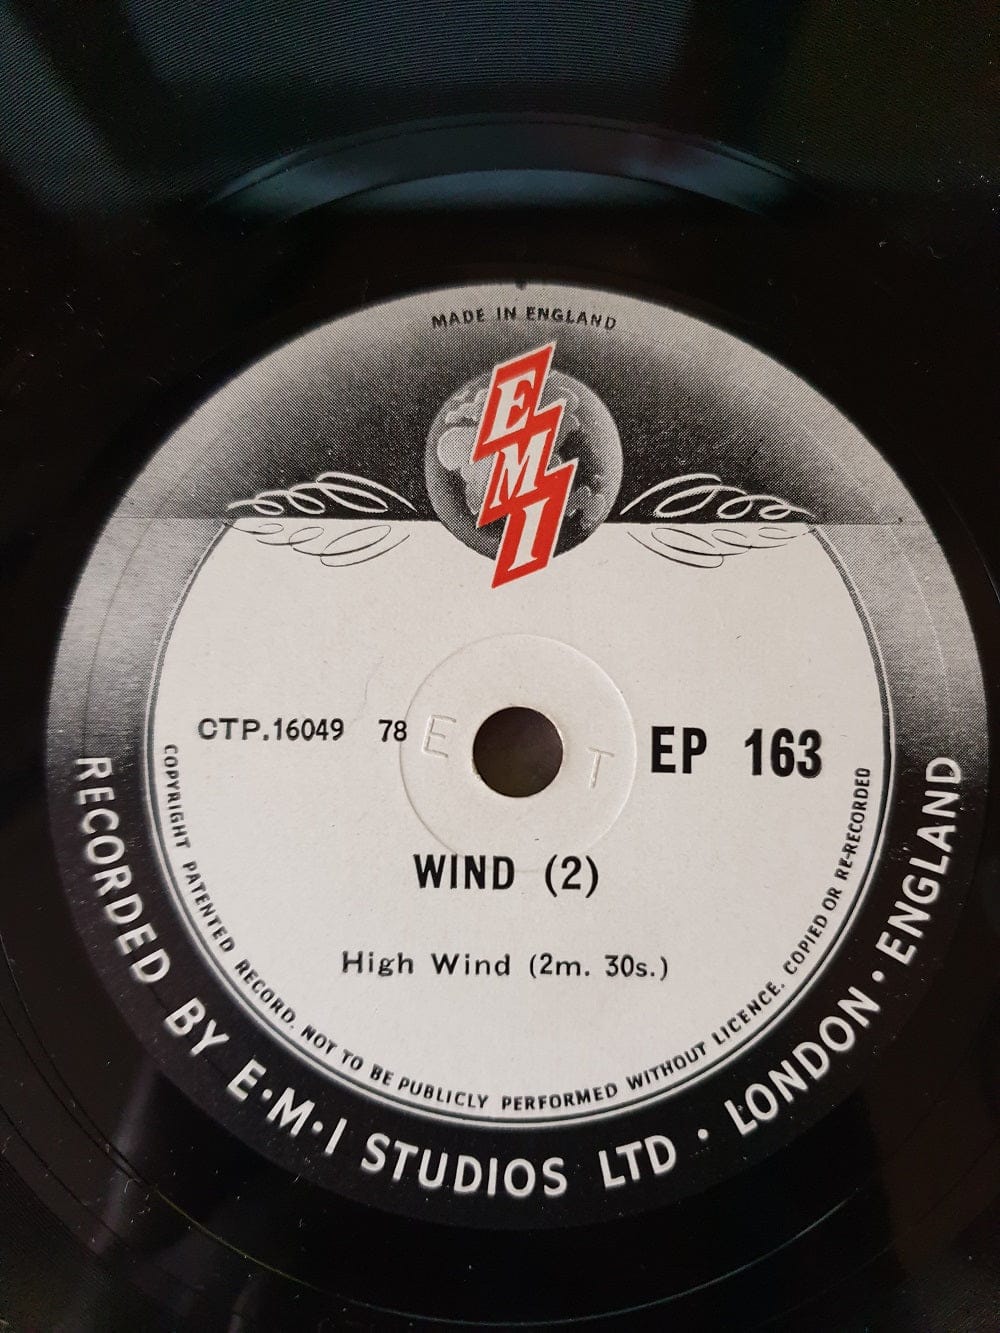 MADE IN ENGLAND
EMI
CTP.16049 78 E T EP 163
WIND (2)
High Wind (2m. 30s.)
COPYRIGHT PATENTED RECORD. NOT TO BE PUBLICLY PERFORMED WITHOUT LICENCE. COPIED OR RE-RECORDED
RECORDED BY E·M·I STUDIOS LTD · LONDON · ENGLAND